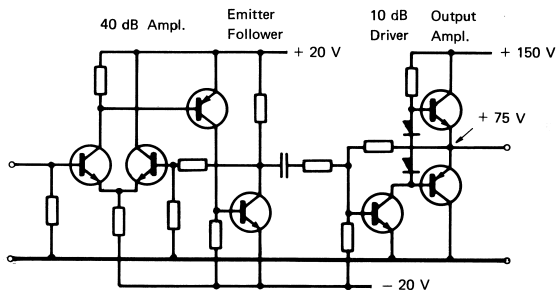 40 dB Ampl.
Emitter
Follower
10 dB
Driver
Output
Ampl.
+ 20 V
+ 150 V
+ 75 V
− 20 V